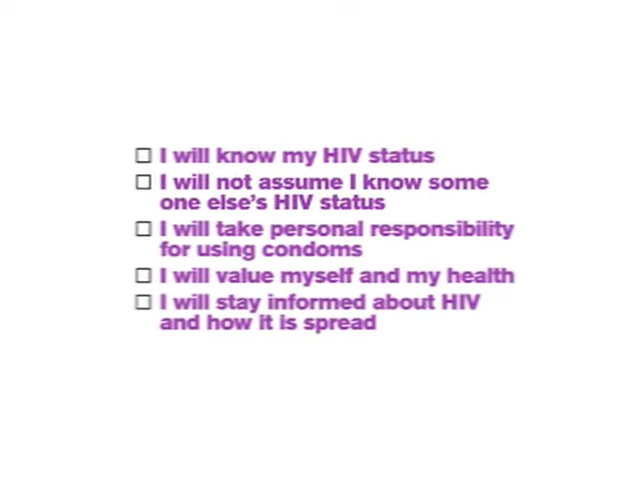 ☐ I will know my HIV status
☐ I will not assume I know some
one else's HIV status
☐ I will take personal responsibility
for using condoms
☐ I will value myself and my health
☐ I will stay informed about HIV
and how it is spread